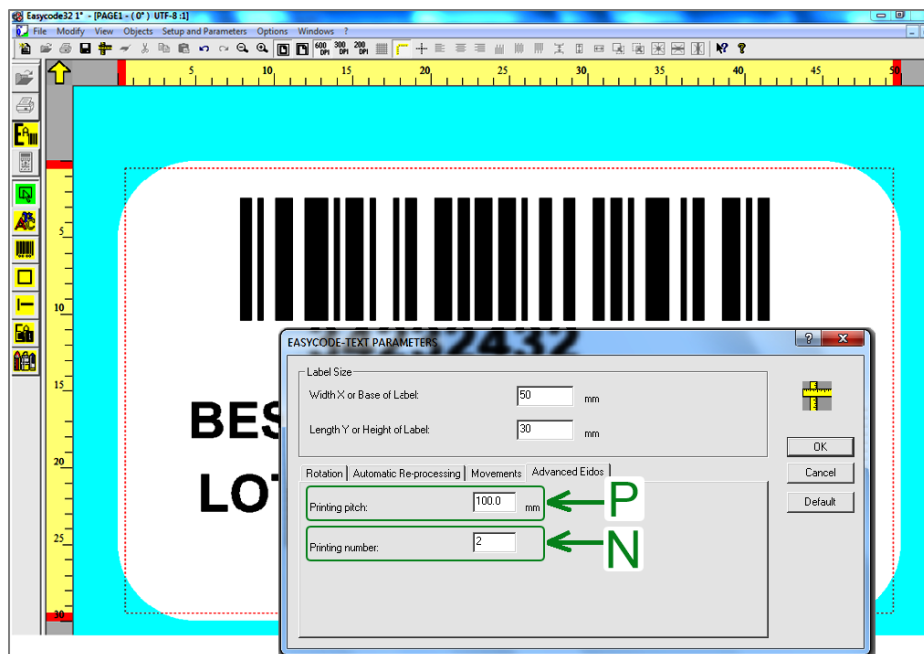 Easycode32 1° - [PAGE1 - ( 0° ) UTF-8 :1]
File Modify View Objects Setup and Parameters Options Windows ?
600 DPI 300 DPI 200 DPI
5 10 15 20 25 30 35 40 45 50
5
10
15
20
25
30
BES
LOT
EASYCODE-TEXT PARAMETERS
Label Size
Width X or Base of Label: 50 mm
Length Y or Height of Label: 30 mm
OK
Cancel
Default
Rotation Automatic Re-processing Movements Advanced Eidos
Printing pitch: 100.0 mm P
Printing number: 2 N